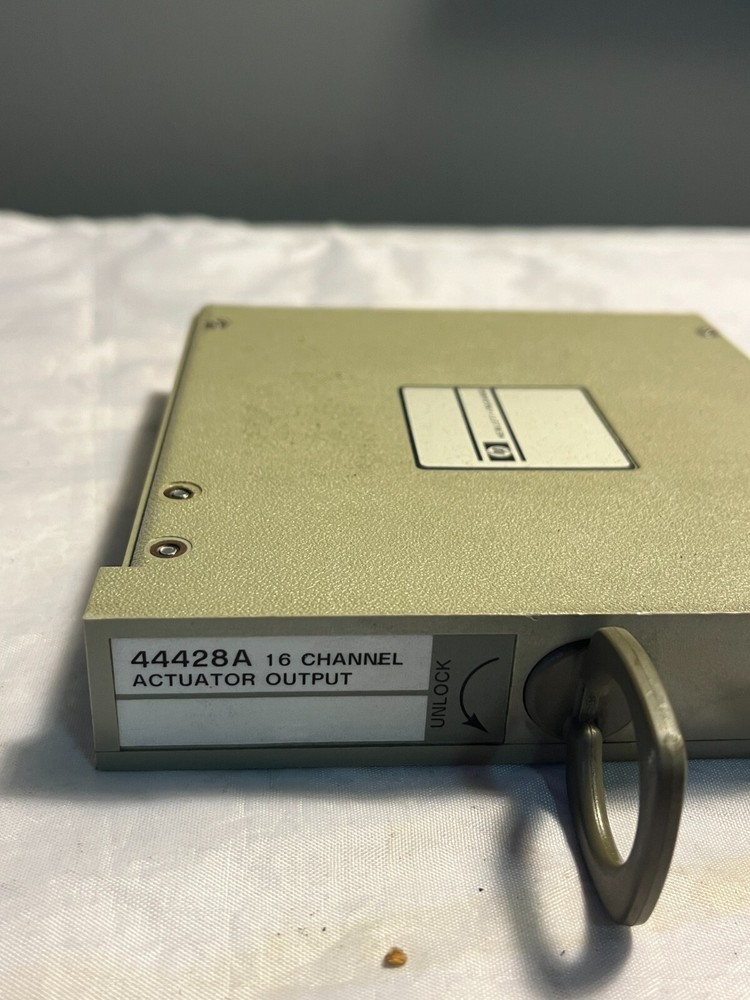 44428A 16 CHANNEL
ACTUATOR OUTPUT
UNLOCK